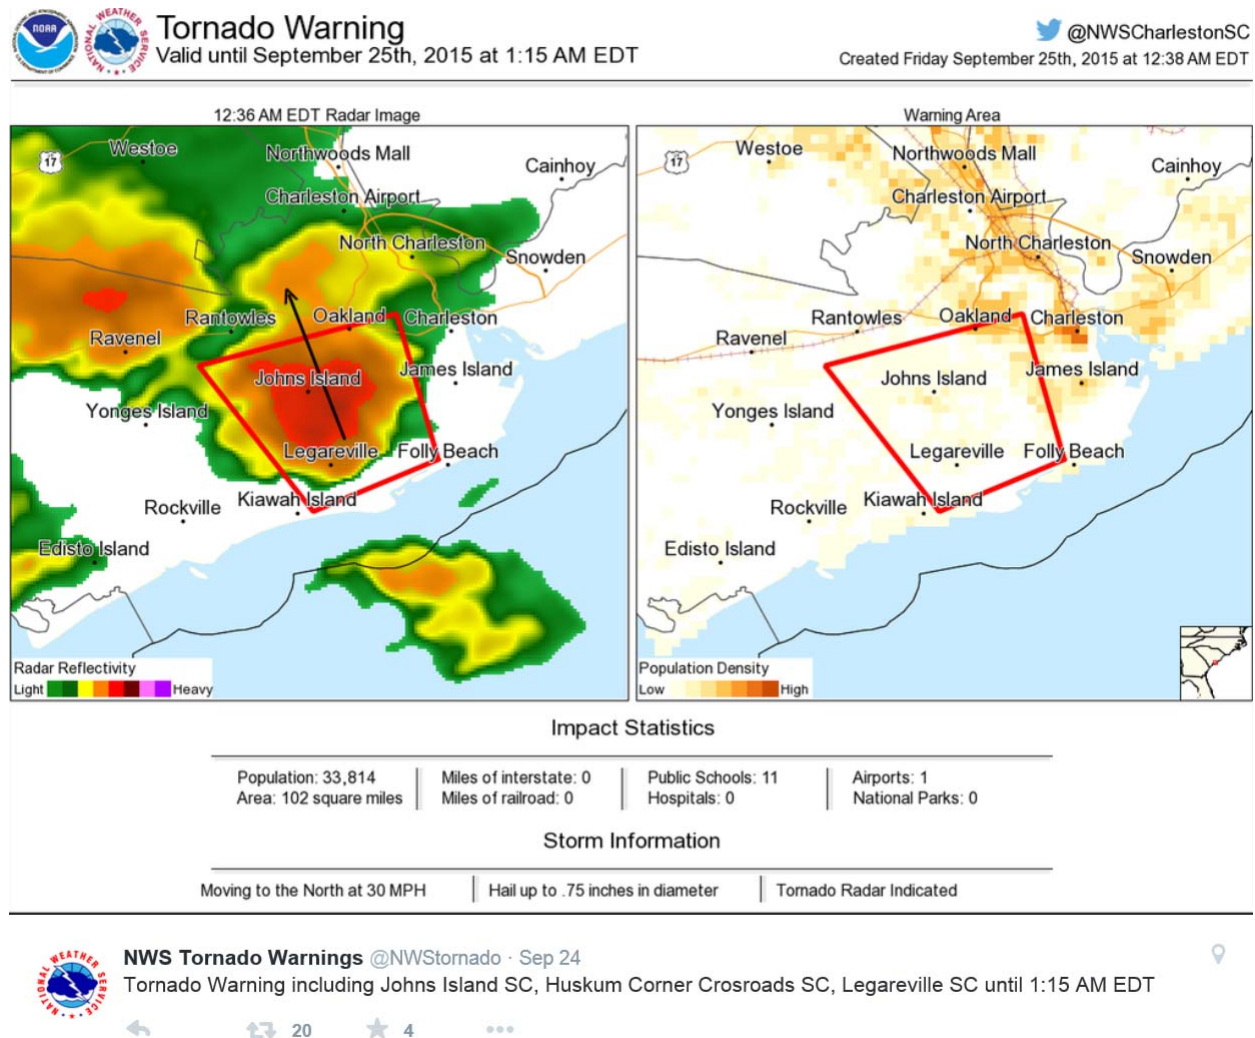 NOAA
NATIONAL WEATHER SERVICE
Tornado Warning
Valid until September 25th, 2015 at 1:15 AM EDT
@NWSCharlestonSC
Created Friday September 25th, 2015 at 12:38 AM EDT
12:36 AM EDT Radar Image
17
Westoe
Northwoods Mall
Cainhoy
Charleston Airport
North Charleston
Snowden
Rantowles
Oakland
Charleston
Ravenel
Johns Island
James Island
Yonges Island
Legareville
Folly Beach
Kiawah Island
Rockville
Edisto Island
Radar Reflectivity
Light Heavy
Warning Area
17
Westoe
Northwoods Mall
Cainhoy
Charleston Airport
North Charleston
Snowden
Rantowles
Oakland
Charleston
Ravenel
Johns Island
James Island
Yonges Island
Legareville
Folly Beach
Kiawah Island
Rockville
Edisto Island
Population Density
Low High
Impact Statistics
Population: 33,814
Area: 102 square miles
Miles of interstate: 0
Miles of railroad: 0
Public Schools: 11
Hospitals: 0
Airports: 1
National Parks: 0
Storm Information
Moving to the North at 30 MPH
Hail up to .75 inches in diameter
Tornado Radar Indicated
NATIONAL WEATHER SERVICE
NWS Tornado Warnings @NWStornado · Sep 24
Tornado Warning including Johns Island SC, Huskum Corner Crosroads SC, Legareville SC until 1:15 AM EDT
20 4